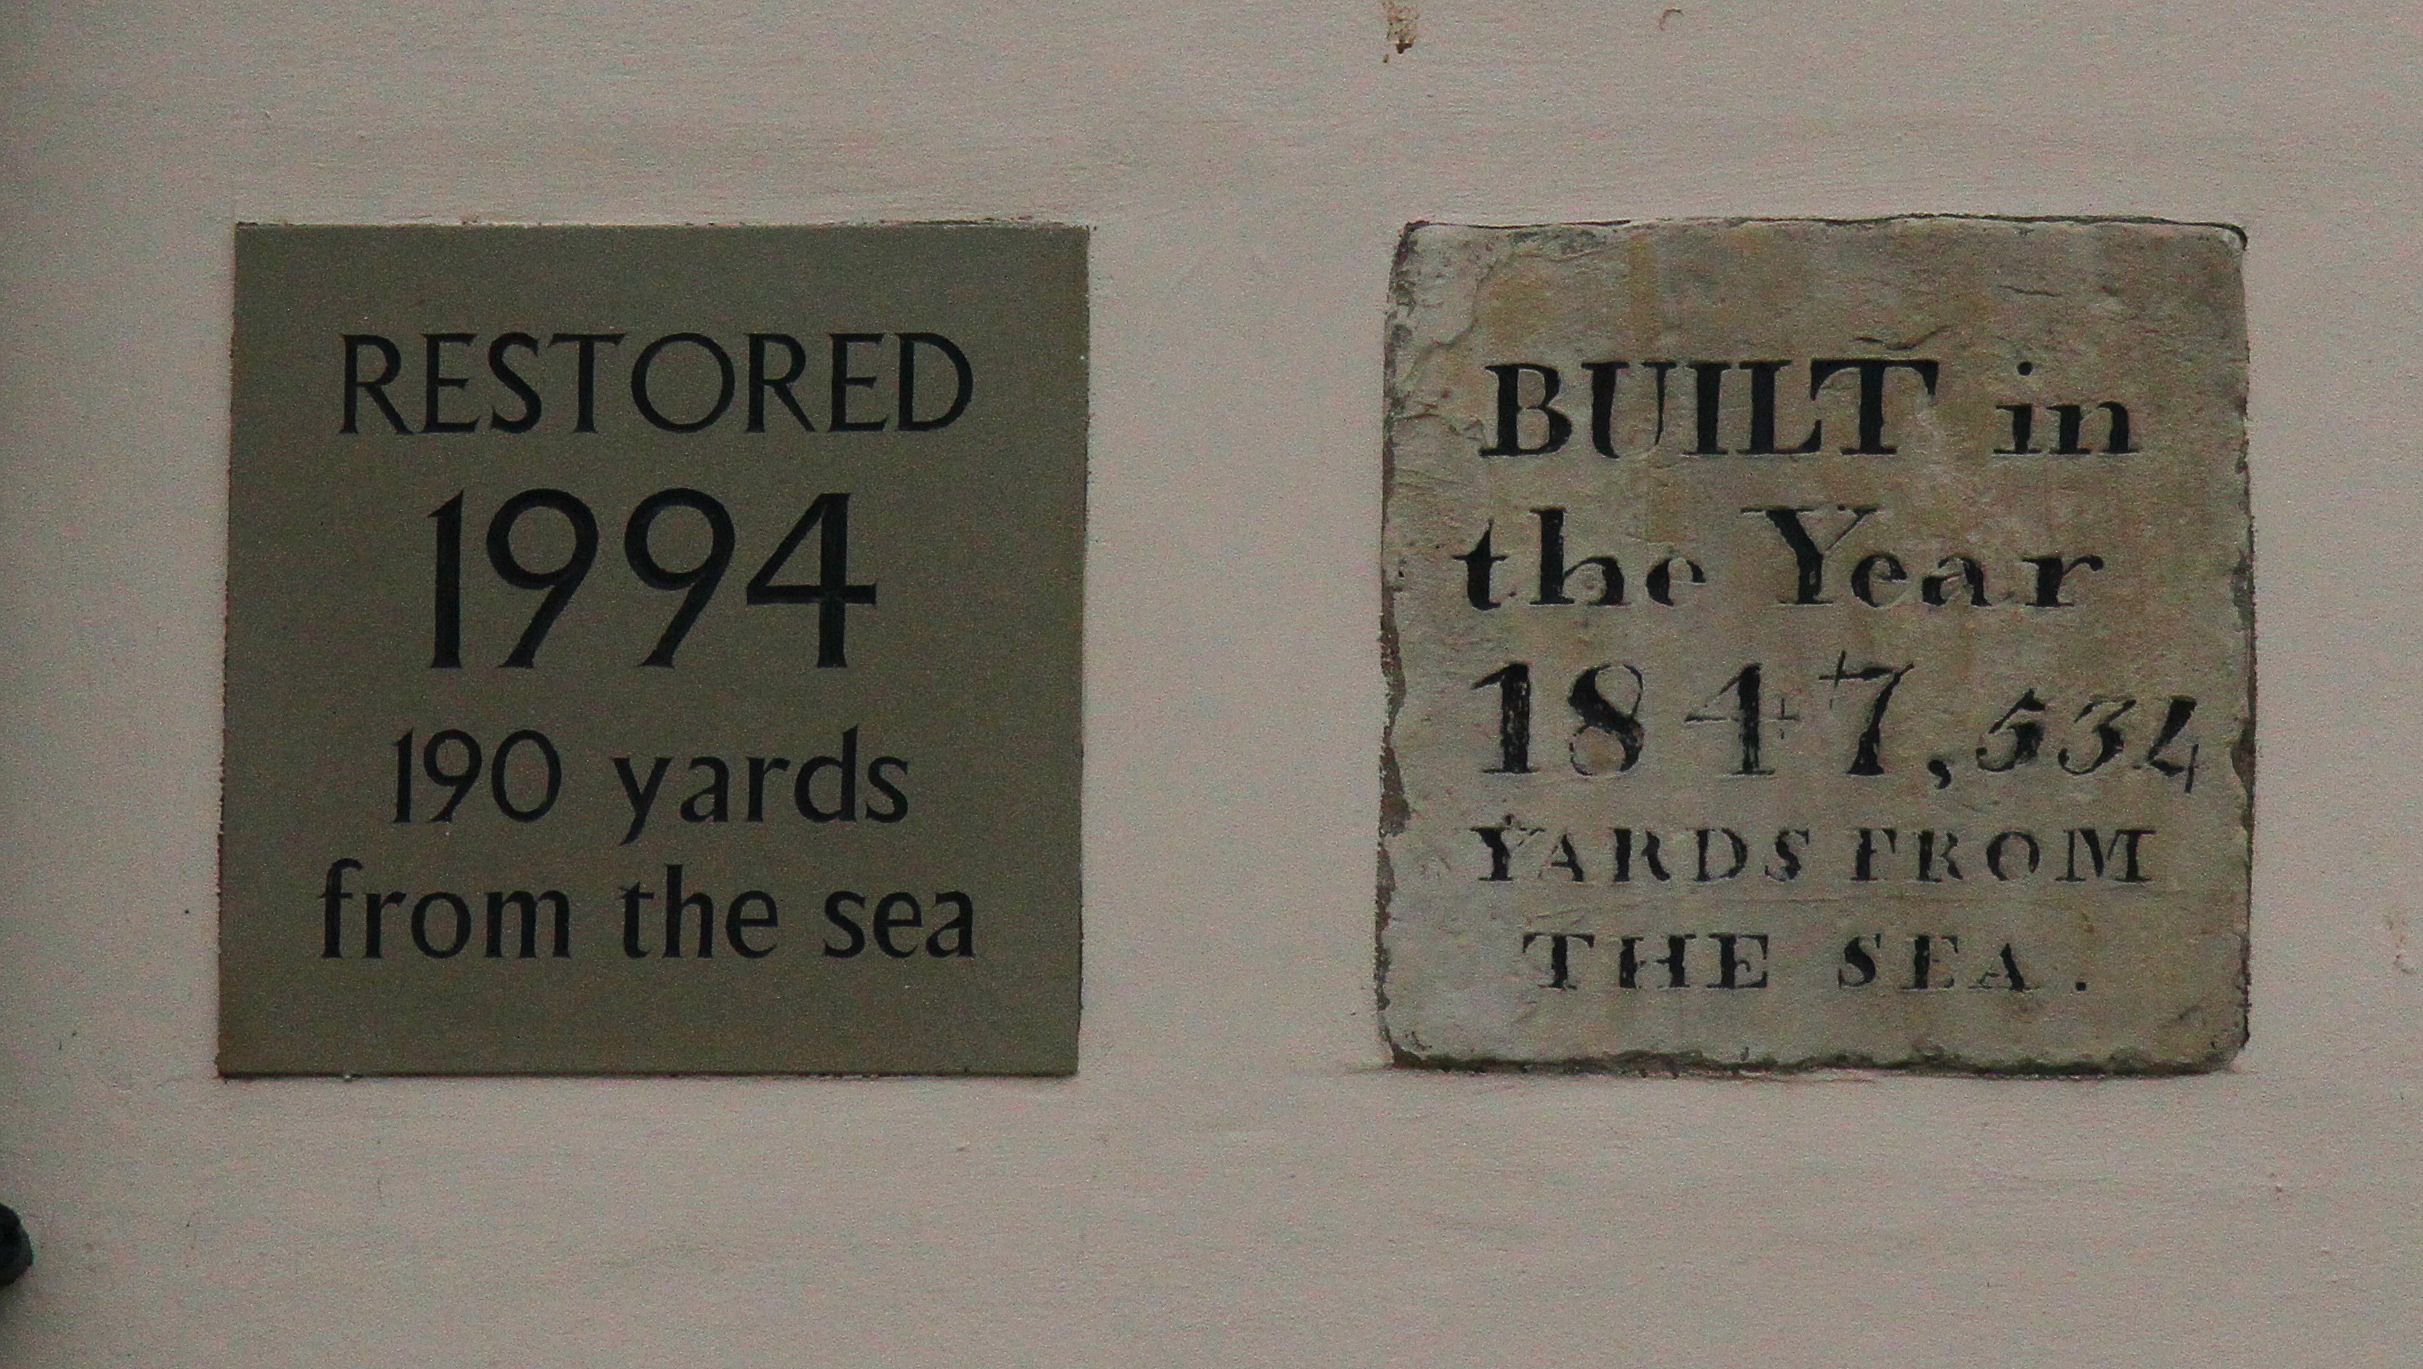 RESTORED
1994
190 yards
from the sea
BUILT in
the Year
1847, 534
YARDS FROM
THE SEA.